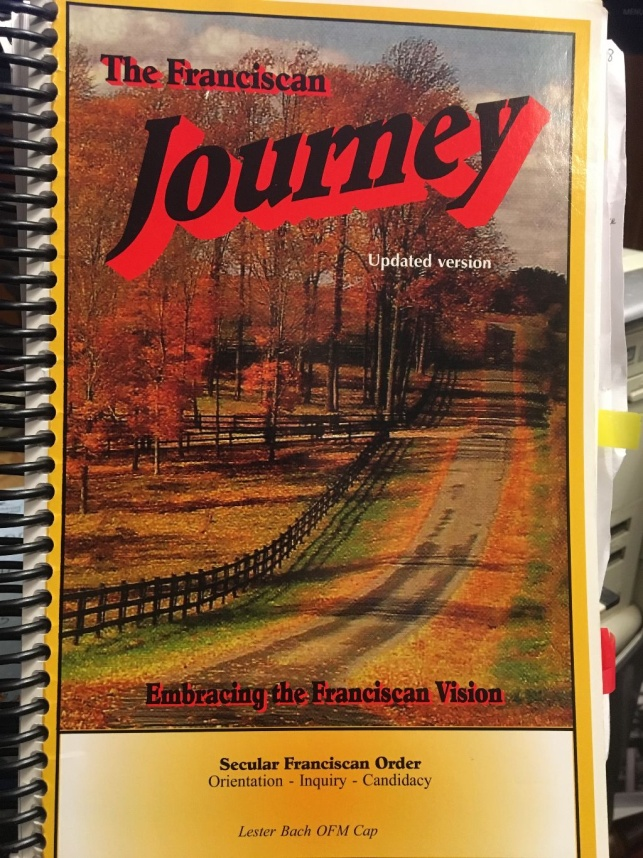 The Franciscan
Journey
Updated version
Embracing the Franciscan Vision
Secular Franciscan Order
Orientation - Inquiry - Candidacy
Lester Bach OFM Cap